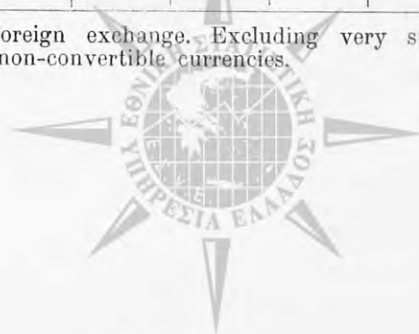 oreign exchange. Excluding very s
non-convertible currencies.
ΕΘΝΙΚΗ ΣΤΑΤΙΣΤΙΚΗ
ΥΠΗΡΕΣΙΑ ΕΛΛΑΔΟΣ